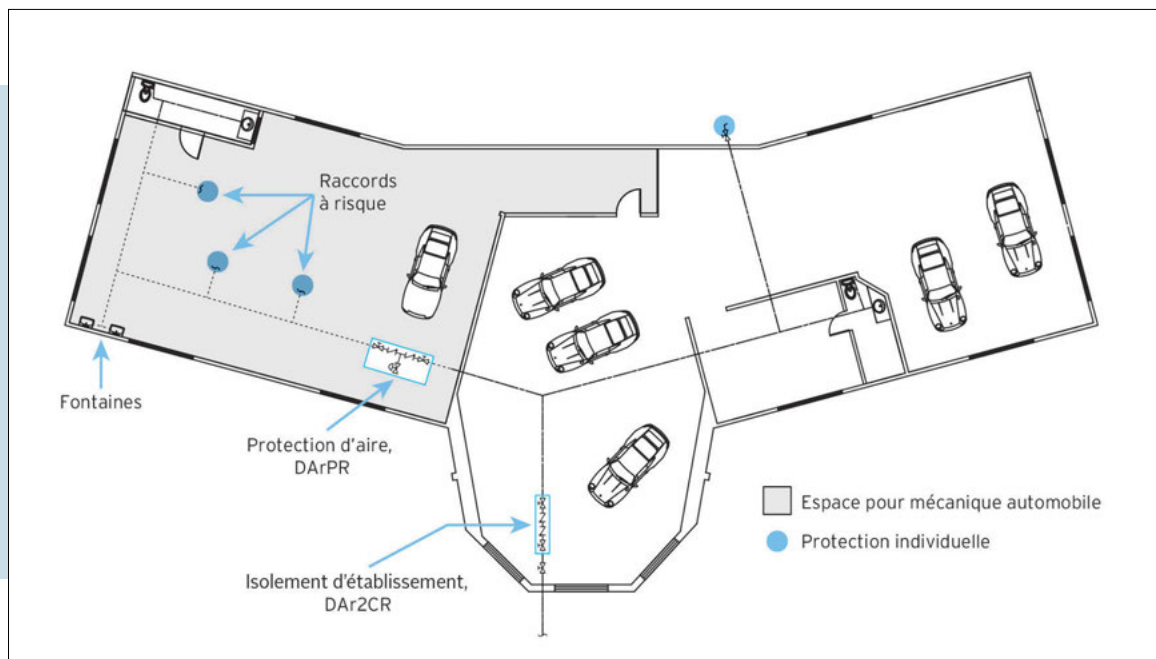 Raccords
à risque
Fontaines
Protection d'aire,
DArPR
Espace pour mécanique automobile
Protection individuelle
Isolement d'établissement,
DAr2CR